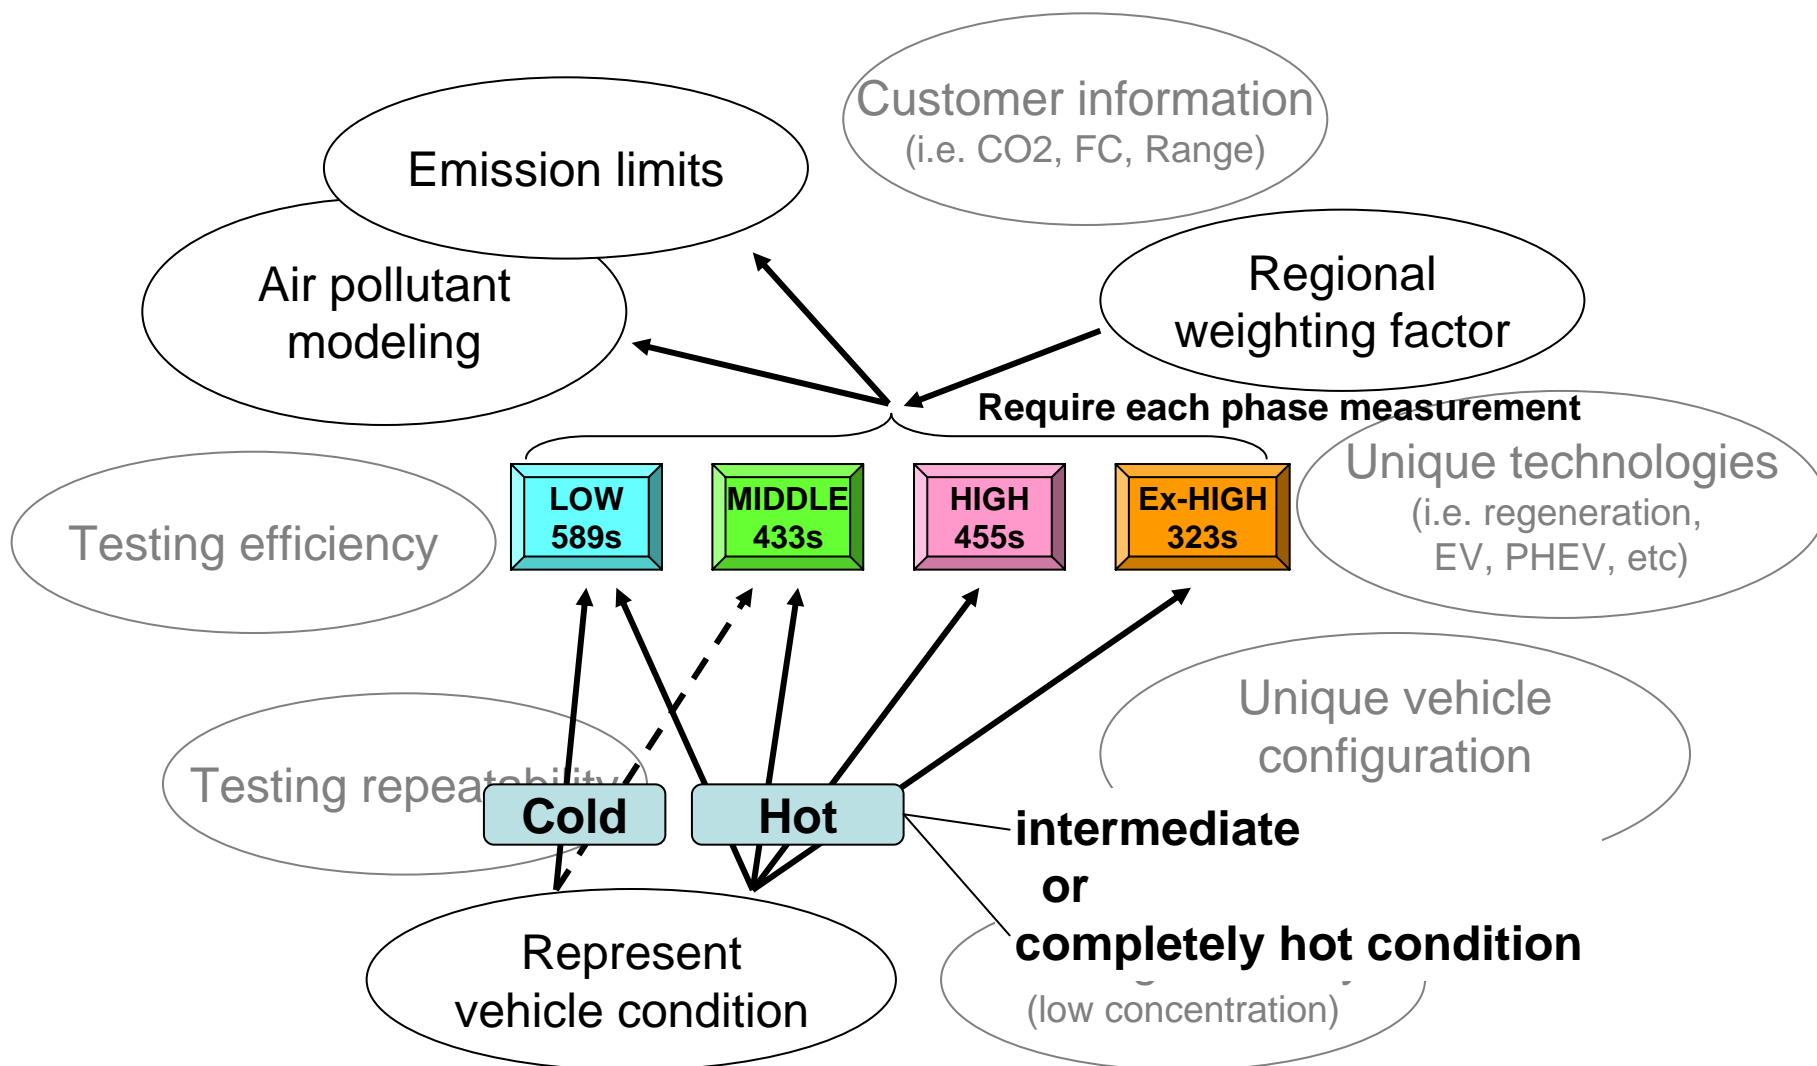 Customer information
(i.e. CO2, FC, Range)
Emission limits
Air pollutant
modeling
Regional
weighting factor
Require each phase measurement
Unique technologies
(i.e. regeneration,
EV, PHEV, etc)
LOW
589s
MIDDLE
433s
HIGH
455s
Ex-HIGH
323s
Testing efficiency
Unique vehicle
configuration
Testing repeatability
Cold
Hot
intermediate
or
completely hot condition
Represent
vehicle condition
(low concentration)